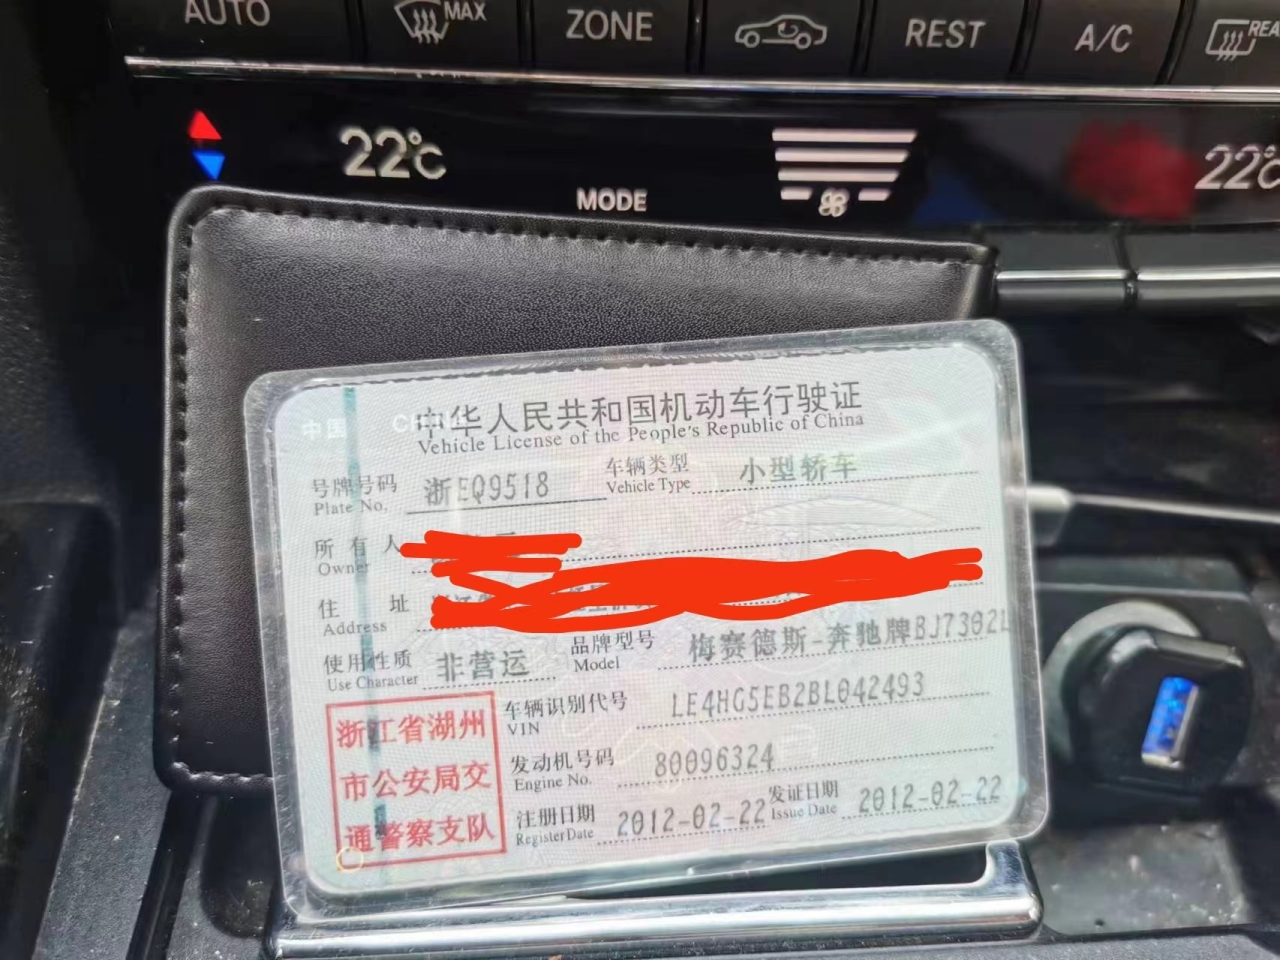 AUTO
MAX
ZONE
REST
A/C
REA
22℃
MODE
22℃
中国
中华人民共和国机动车行驶证
Vehicle License of the People's Republic of China
号牌号码 浙EQ9518 车辆类型 小型轿车
Plate No. Vehicle Type
所有人
Owner
住址
Address
使用性质 非营运 品牌型号 梅赛德斯-奔驰牌BJ7302L
Use Character Model
浙江省湖州
市公安局交
通警察支队
车辆识别代号 LE4HG5EB2BL042493
VIN
发动机号码 80096324
Engine No.
注册日期 2012-02-22 发证日期 2012-02-22
Register Date Issue Date